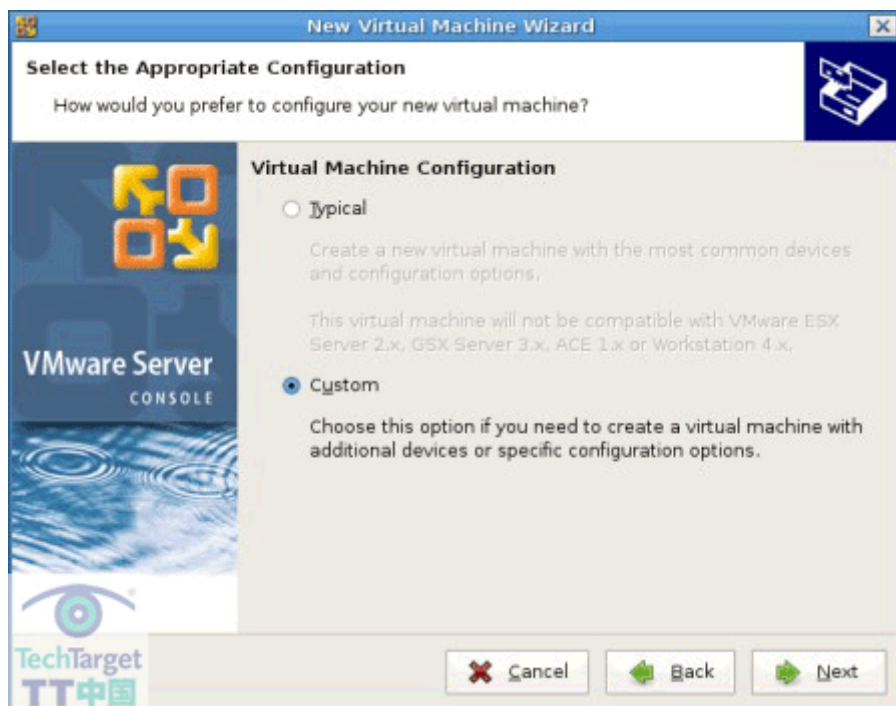 New Virtual Machine Wizard
Select the Appropriate Configuration
How would you prefer to configure your new virtual machine?
Virtual Machine Configuration
Typical
Create a new virtual machine with the most common devices
and configuration options.
This virtual machine will not be compatible with VMware ESX
Server 2.x, GSX Server 3.x, ACE 1.x or Workstation 4.x.
VMware Server
CONSOLE
Custom
Choose this option if you need to create a virtual machine with
additional devices or specific configuration options.
TechTarget
TT中国
Cancel
Back
Next